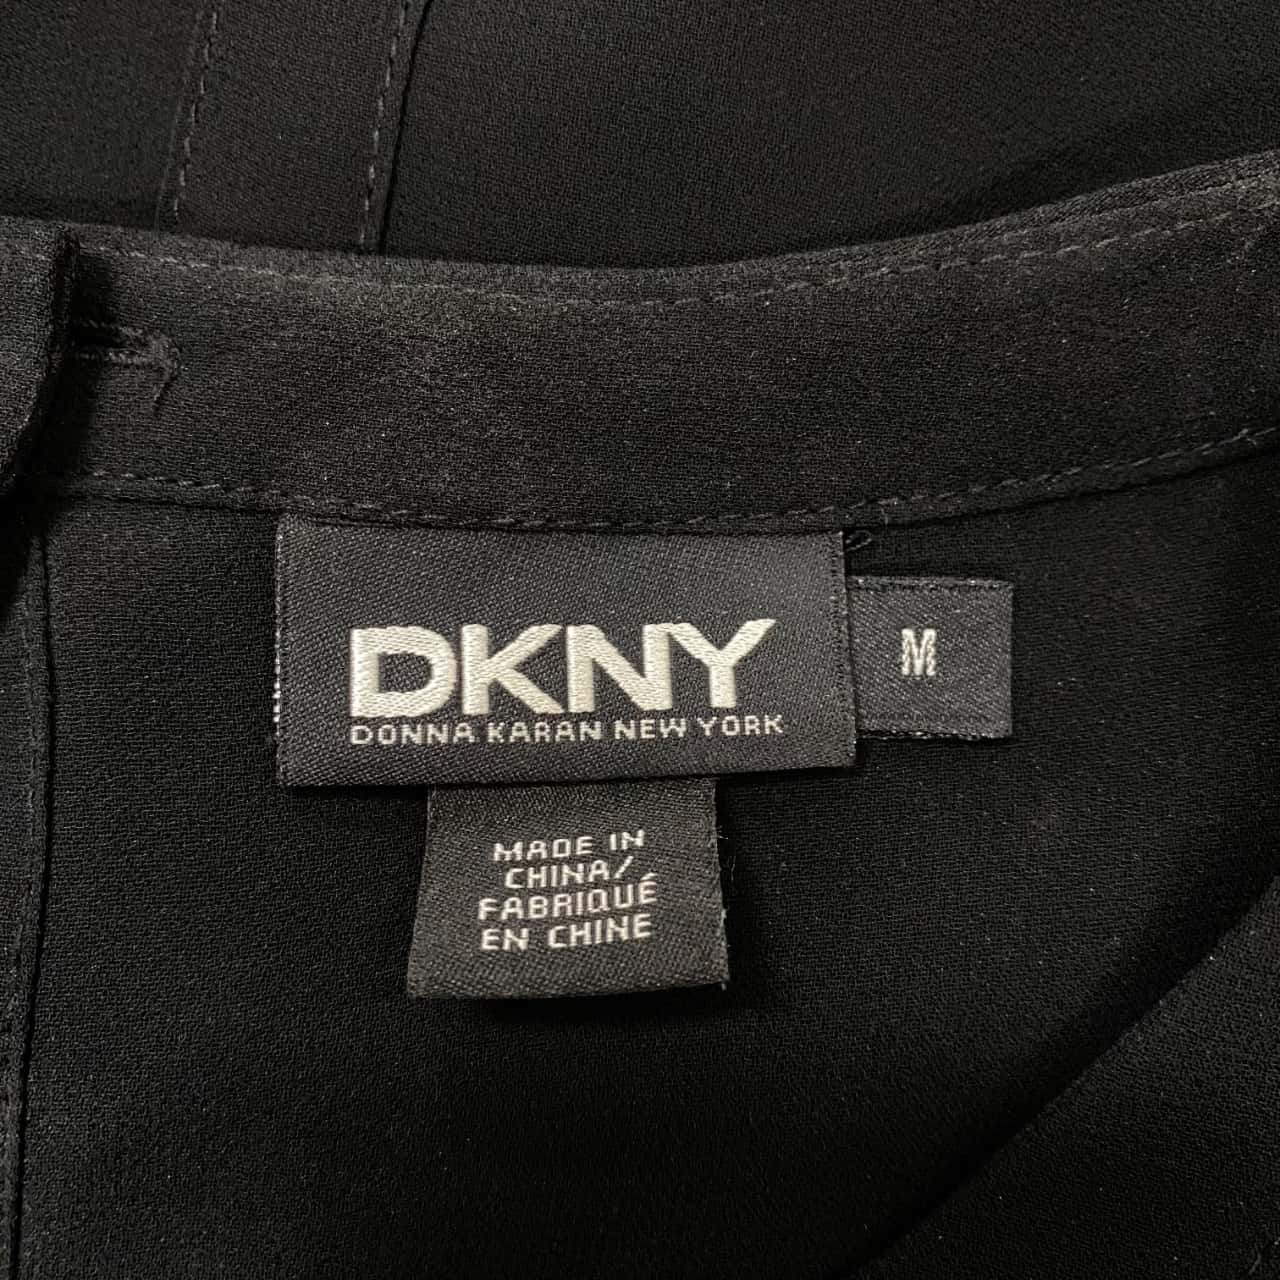 DKNY
DONNA KARAN NEW YORK
M
MADE IN
CHINA/
FABRIQUÉ
EN CHINE